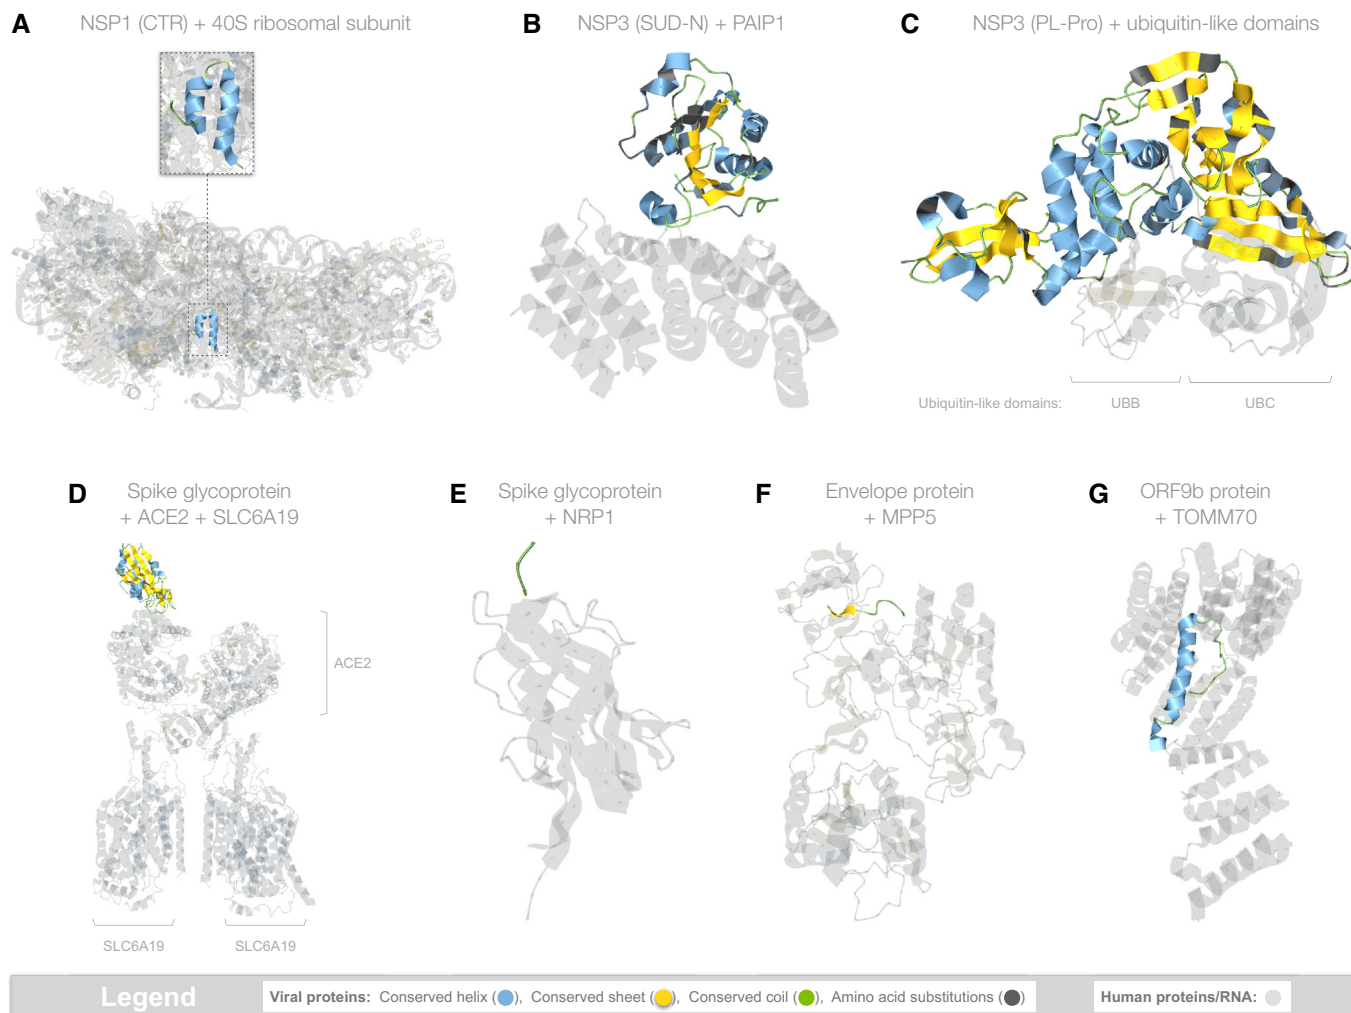 A NSP1 (CTR) + 40S ribosomal subunit
B NSP3 (SUD-N) + PAIP1
C NSP3 (PL-Pro) + ubiquitin-like domains
Ubiquitin-like domains: UBB UBC
D Spike glycoprotein
+ ACE2 + SLC6A19
ACE2
SLC6A19 SLC6A19
E Spike glycoprotein
+ NRP1
F Envelope protein
+ MPP5
G ORF9b protein
+ TOMM70
Legend Viral proteins: Conserved helix ( ), Conserved sheet ( ), Conserved coil ( ), Amino acid substitutions ( ) Human proteins/RNA: